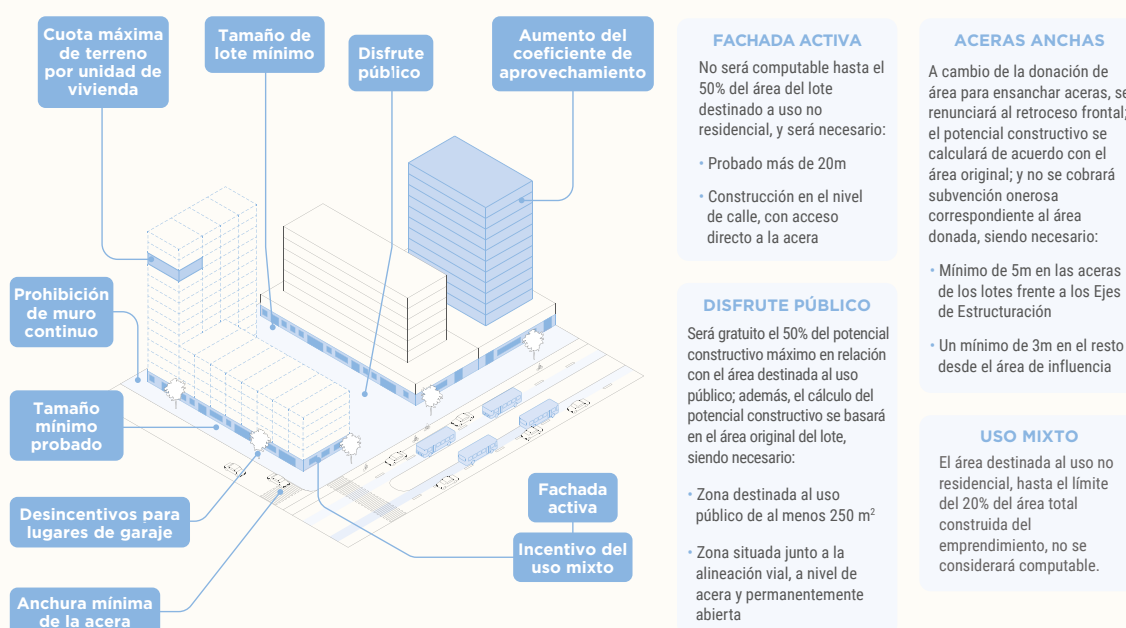 Cuota máxima
de terreno
por unidad de
vivienda
Tamaño de
lote mínimo
Disfrute
público
Aumento del
coeficiente de
aprovechamiento
Prohibición
de muro
continuo
Tamaño
mínimo
probado
Desincentivos para
lugares de garaje
Anchura mínima
de la acera
Fachada
activa
Incentivo del
uso mixto
FACHADA ACTIVA
No será computable hasta el
50% del área del lote
destinado a uso no
residencial, y será necesario:
• Probado más de 20m
• Construcción en el nivel
de calle, con acceso
directo a la acera
DISFRUTE PÚBLICO
Será gratuito el 50% del potencial
constructivo máximo en relación
con el área destinada al uso
público; además, el cálculo del
potencial constructivo se basará
en el área original del lote,
siendo necesario:
• Zona destinada al uso
público de al menos 250 m²
• Zona situada junto a la
alineación vial, a nivel de
acera y permanentemente
abierta
ACERAS ANCHAS
A cambio de la donación de
área para ensanchar aceras, se
renunciará al retroceso frontal;
el potencial constructivo se
calculará de acuerdo con el
área original; y no se cobrará
subvención onerosa
correspondiente al área
donada, siendo necesario:
• Mínimo de 5m en las aceras
de los lotes frente a los Ejes
de Estructuración
• Un mínimo de 3m en el resto
desde el área de influencia
USO MIXTO
El área destinada al uso no
residencial, hasta el límite
del 20% del área total
construida del
emprendimiento, no se
considerará computable.